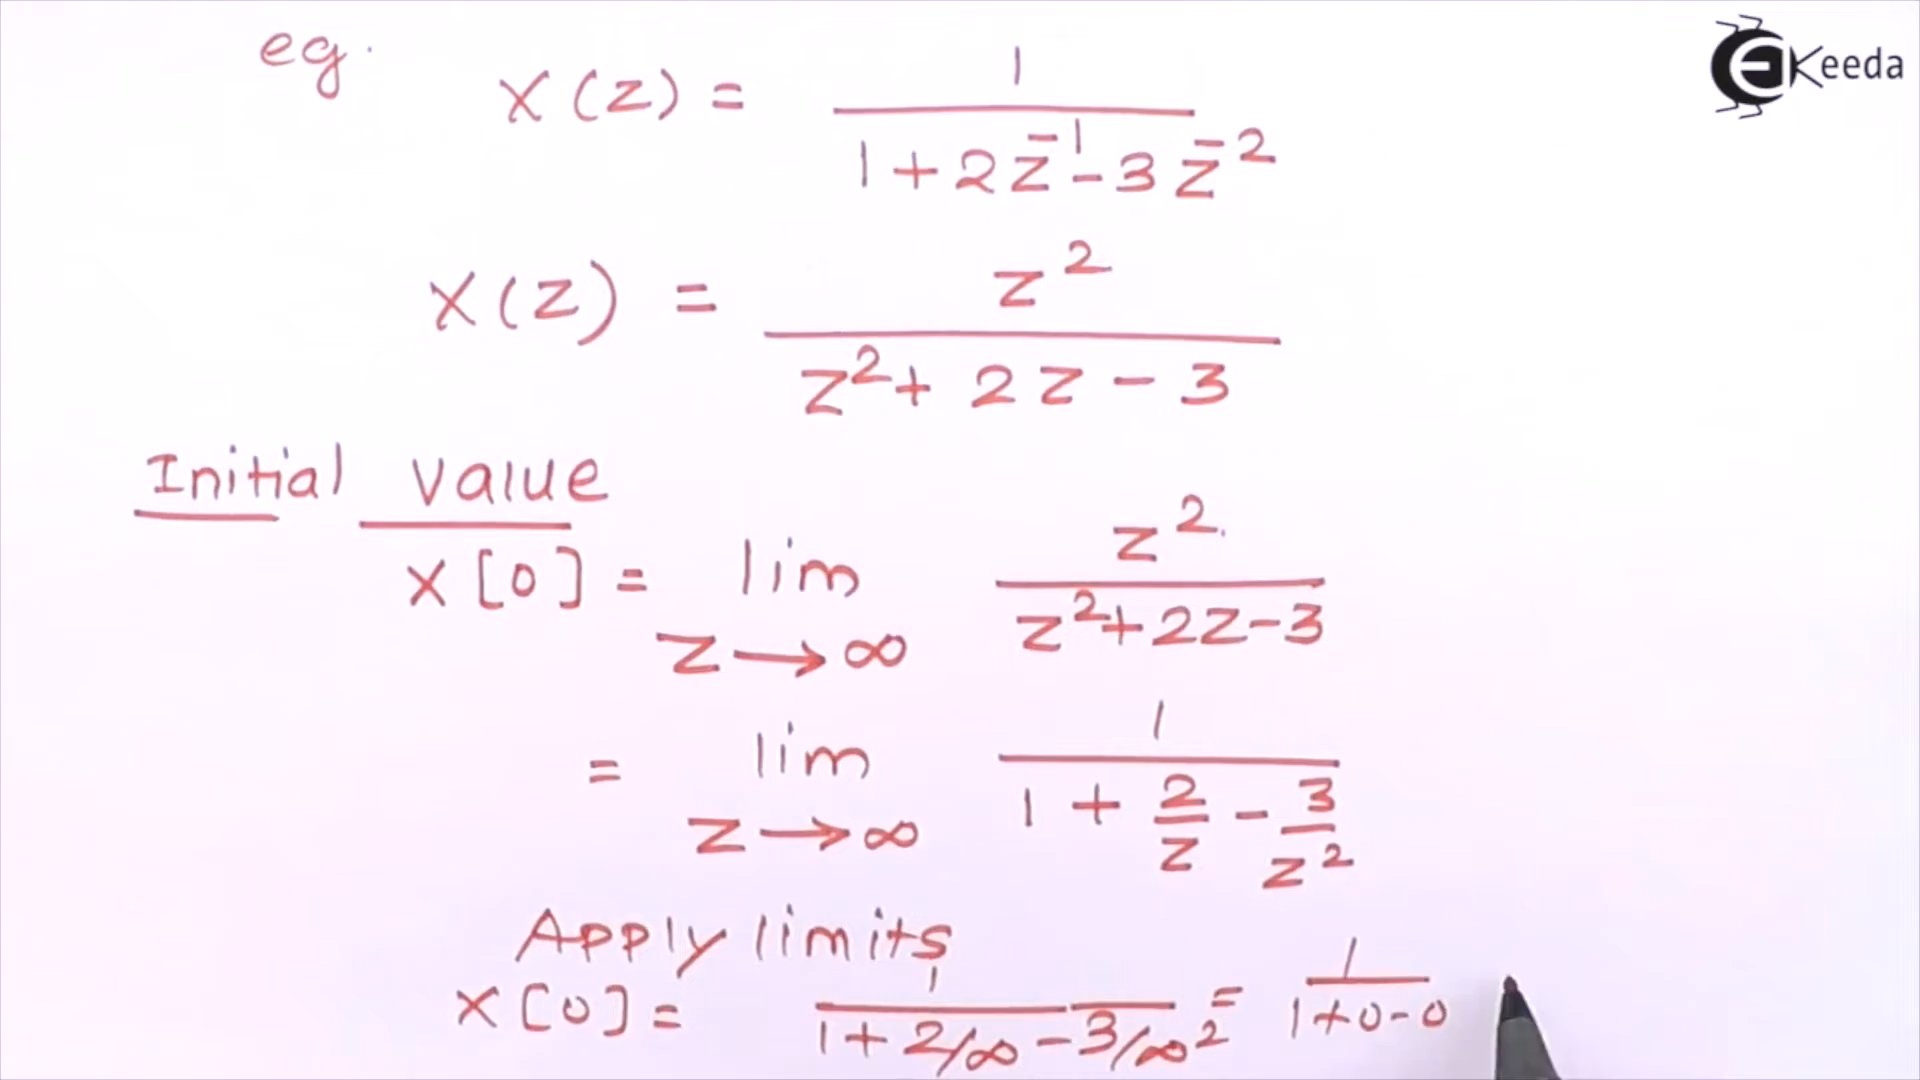 eg.
EKeeda
X(z) = 1 / (1 + 2z⁻¹ - 3z⁻²)
X(z) = z² / (z² + 2z - 3)
Initial value
x[0] = lim z→∞ z² / (z² + 2z - 3)
= lim z→∞ 1 / (1 + 2/z - 3/z²)
Apply limits
x[0] = 1 / (1 + 2/∞ - 3/∞²) = 1 / (1+0-0)